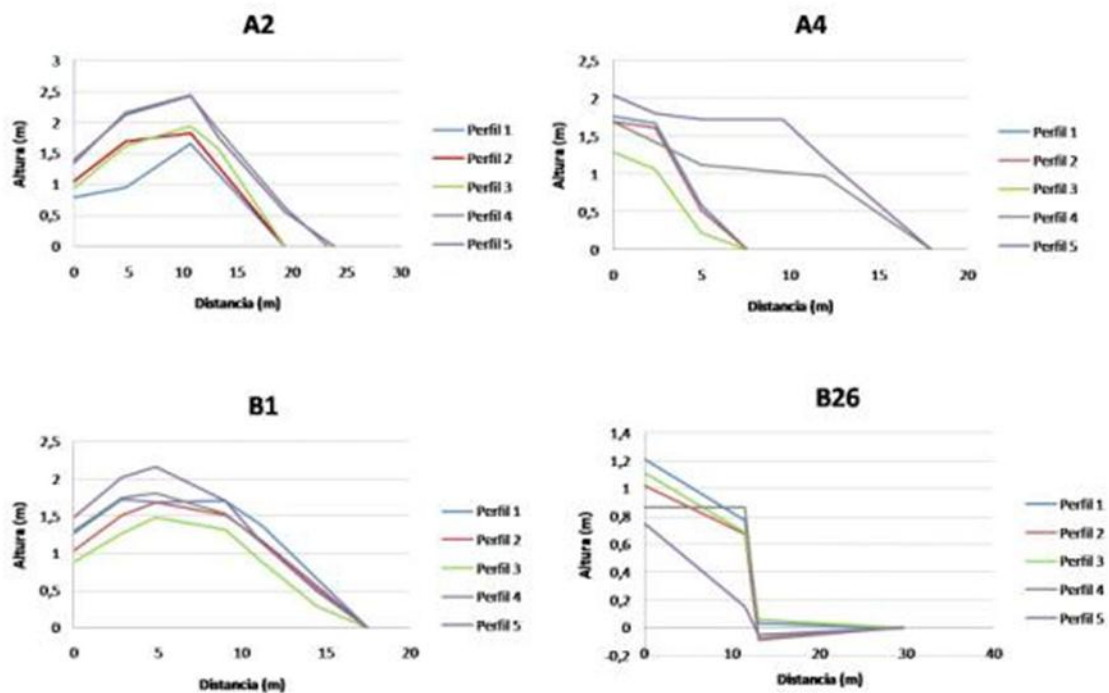 A2
3
2,5
2
1,5
1
0,5
0
0 5 10 15 20 25 30
Altura (m)
Distancia (m)
Perfil 1
Perfil 2
Perfil 3
Perfil 4
Perfil 5
A4
2,5
2
1,5
1
0,5
0
0 5 10 15 20
Altura (m)
Distancia (m)
Perfil 1
Perfil 2
Perfil 3
Perfil 4
Perfil 5
B1
2,5
2
1,5
1
0,5
0
0 5 10 15 20
Altura (m)
Distancia (m)
Perfil 1
Perfil 2
Perfil 3
Perfil 4
Perfil 5
B26
1,4
1,2
1
0,8
0,6
0,4
0,2
0
-0,2
0 10 20 30 40
Altura (m)
Distancia (m)
Perfil 1
Perfil 2
Perfil 3
Perfil 4
Perfil 5